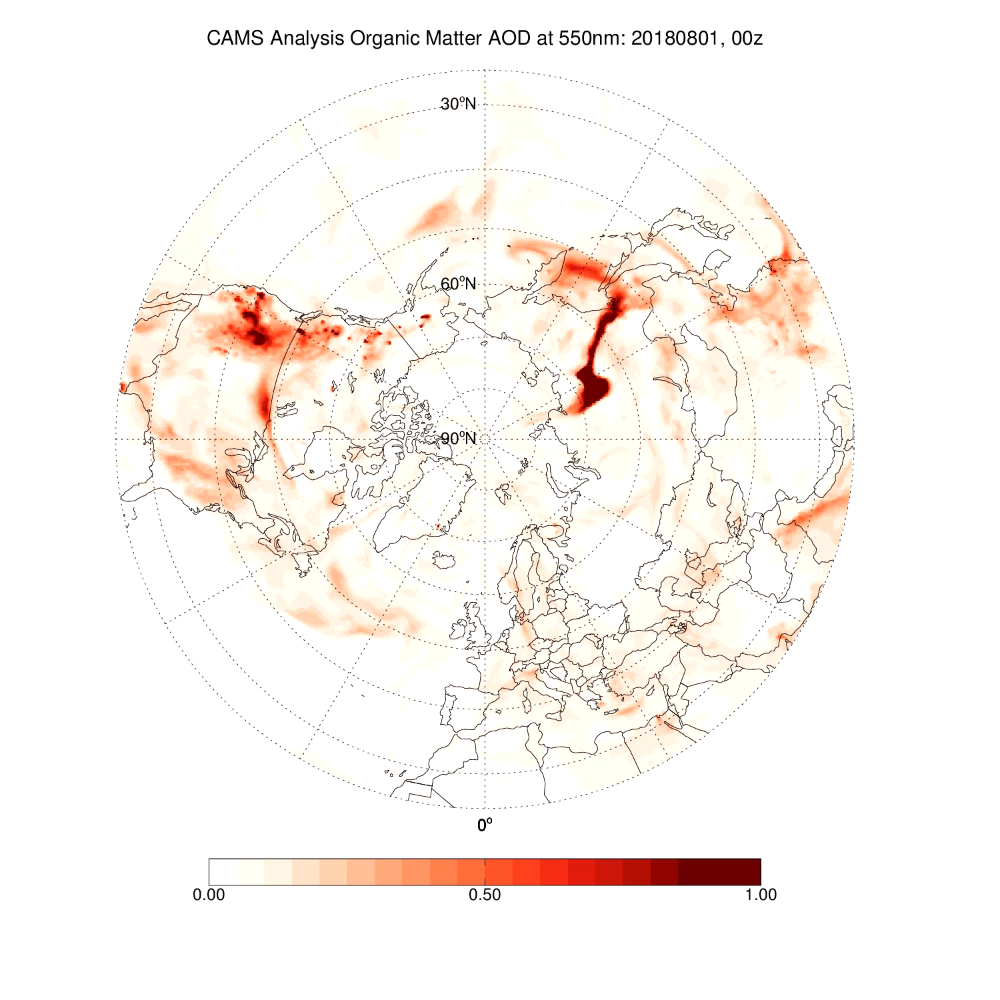 CAMS Analysis Organic Matter AOD at 550nm: 20180801, 00z
30°N
60°N
90°N
0°
0.00 0.50 1.00